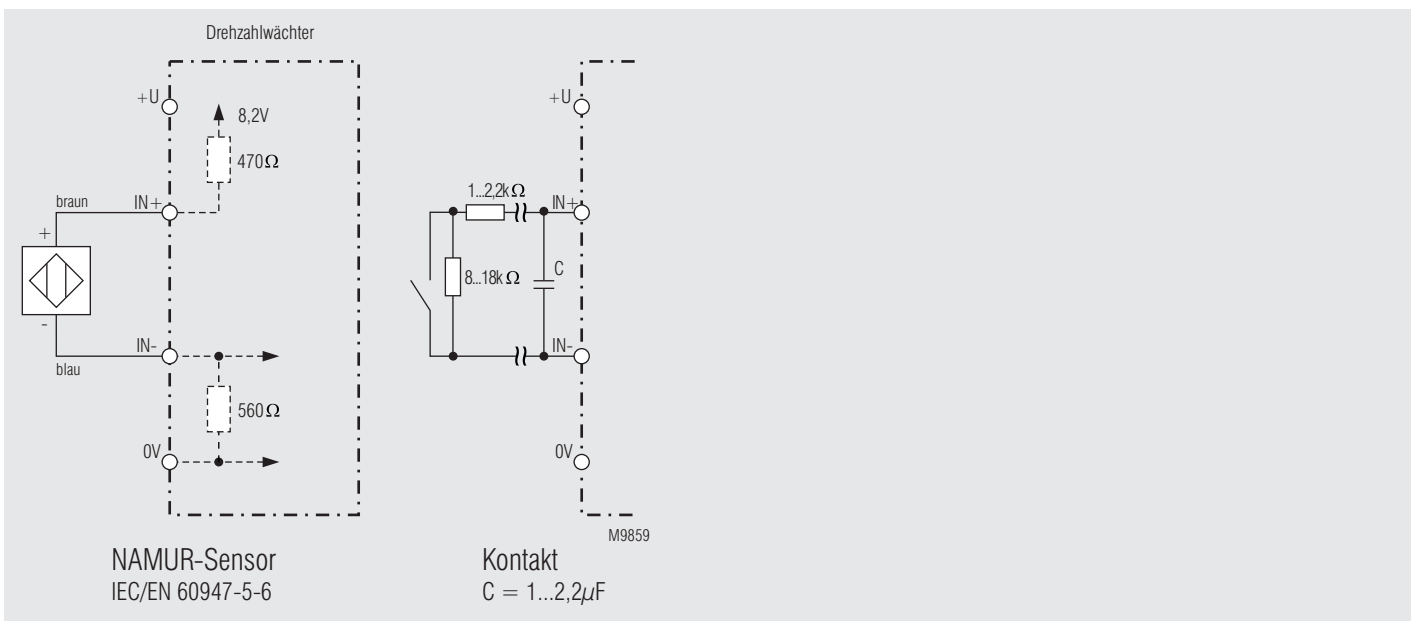 Drehzahlwächter
+U
8,2V
470Ω
braun
IN+
+
-
IN-
blau
560Ω
0V
NAMUR-Sensor
IEC/EN 60947-5-6
+U
1...2,2kΩ
IN+
8...18kΩ
C
IN-
0V
M9859
Kontakt
C = 1...2,2µF